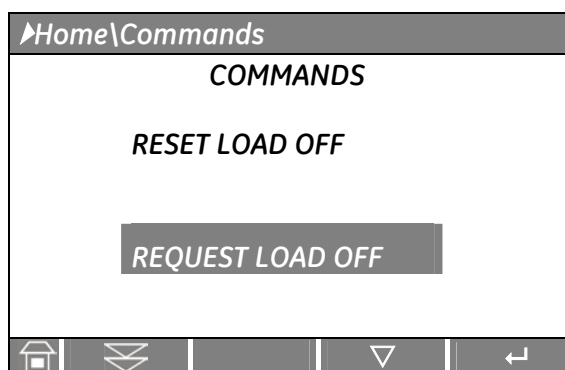 Home\Commands
COMMANDS
RESET LOAD OFF
REQUEST LOAD OFF